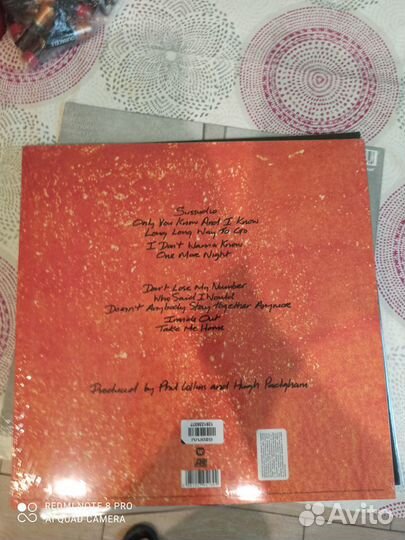 Sussudio
Only You Know And I Know
Long Long Way To Go
I Don't Wanna Know
One More Night
Don't Lose My Number
Who Said I Would
Doesn't Anybody Stay Together Anymore
Inside Out
Take Me Home
Produced by Phil Collins and Hugh Padgham
REDMI NOTE 8 PRO
AI QUAD CAMERA
Avito